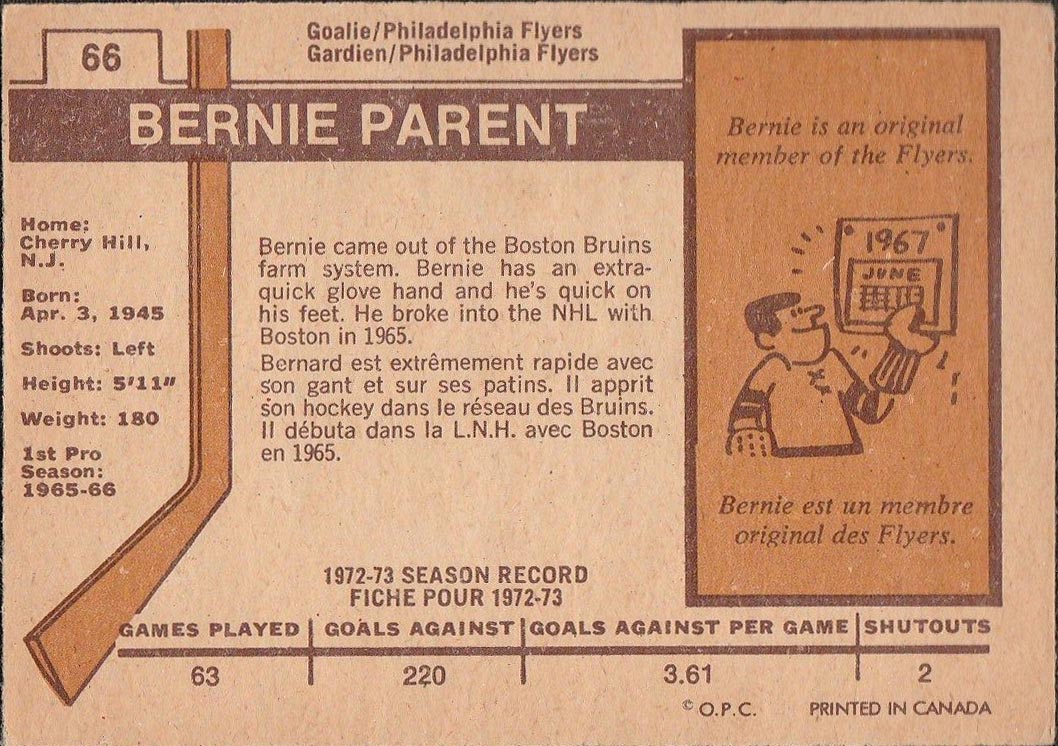 66
Goalie/Philadelphia Flyers
Gardien/Philadelphia Flyers
BERNIE PARENT
Home:
Cherry Hill,
N.J.
Born:
Apr. 3, 1945
Shoots: Left
Height: 5'11"
Weight: 180
1st Pro
Season:
1965-66
Bernie came out of the Boston Bruins
farm system. Bernie has an extra-
quick glove hand and he's quick on
his feet. He broke into the NHL with
Boston in 1965.
Bernard est extrêmement rapide avec
son gant et sur ses patins. Il apprit
son hockey dans le réseau des Bruins.
Il débuta dans la L.N.H. avec Boston
en 1965.
Bernie is an original
member of the Flyers.
1967
JUNE
Bernie est un membre
original des Flyers.
1972-73 SEASON RECORD
FICHE POUR 1972-73
GAMES PLAYED GOALS AGAINST GOALS AGAINST PER GAME SHUTOUTS
63 220 3.61 2
© O.P.C. PRINTED IN CANADA